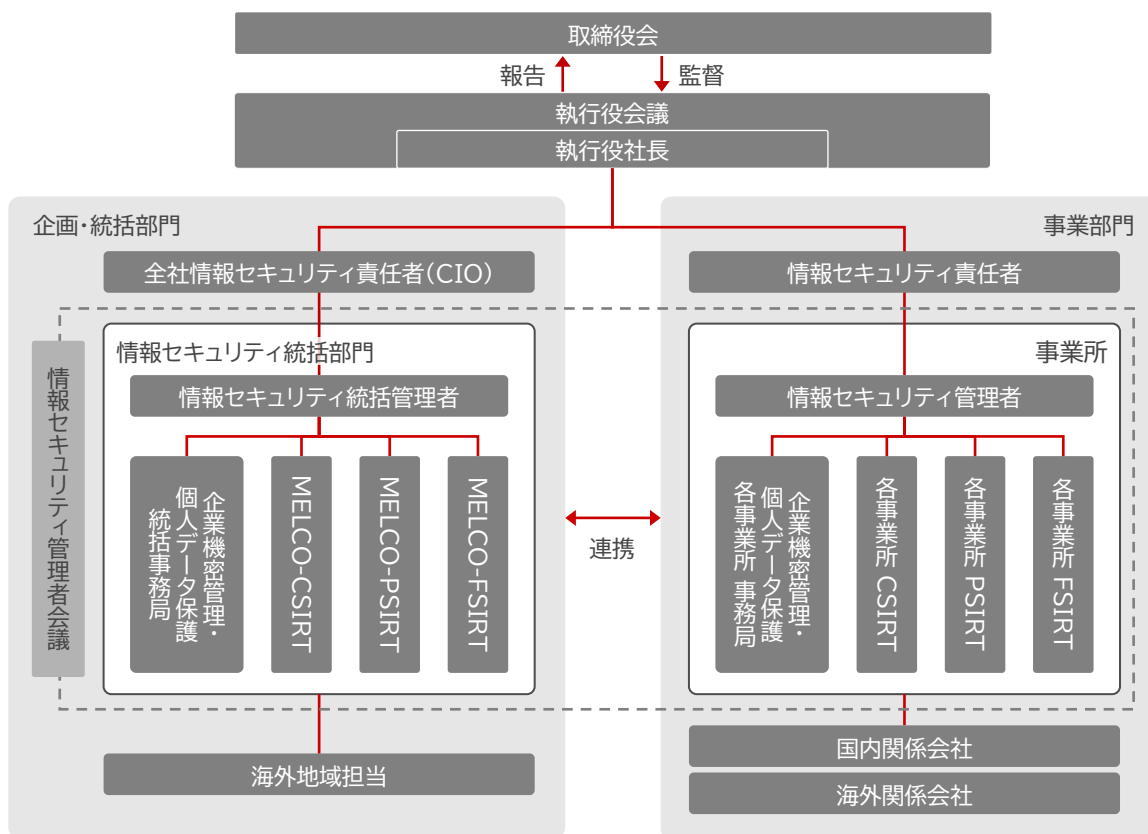 取締役会
報告
監督
執行役会議
執行役社長
企画・統括部門
事業部門
全社情報セキュリティ責任者（CIO）
情報セキュリティ責任者
情報セキュリティ管理者会議
情報セキュリティ統括部門
情報セキュリティ統括管理者
企業機密管理・
個人データ保護
統括事務局
MELCO-CSIRT
MELCO-PSIRT
MELCO-FSIRT
連携
事業所
情報セキュリティ管理者
企業機密管理・
個人データ保護
各事業所 事務局
各事業所 CSIRT
各事業所 PSIRT
各事業所 FSIRT
海外地域担当
国内関係会社
海外関係会社